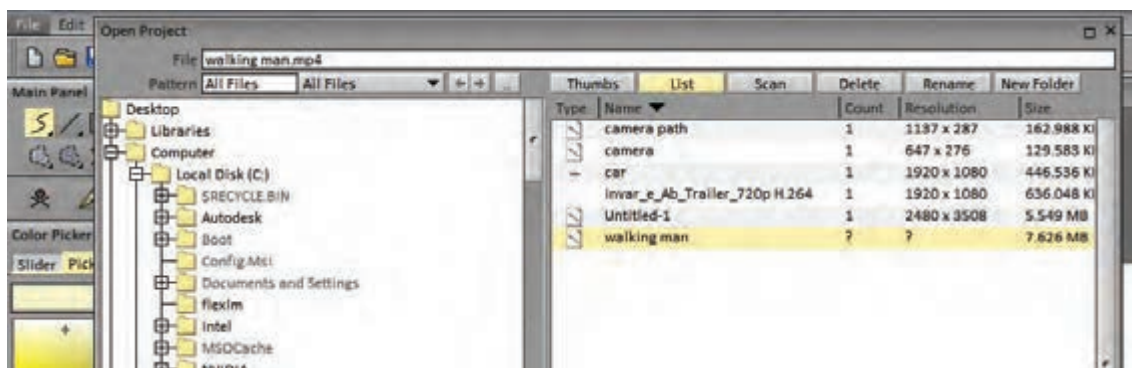 File Edit
Open Project
File walking man.mp4
Pattern All Files All Files
Thumbs List Scan Delete Rename New Folder
Main Panel
Type Name Count Resolution Size
Desktop
Libraries
Computer
Local Disk (C:)
$RECYCLE.BIN
Autodesk
Boot
Config.Msi
Documents and Settings
flexlm
Intel
MSOCache
camera path 1 1137 x 287 162.988 Ki
camera 1 647 x 276 129.583 Ki
car 1 1920 x 1080 446.536 Ki
Invar_e_Ab_Trailer_720p H.264 1 1920 x 1080 636.048 Ki
Untitled-1 1 2480 x 3508 5.549 MB
walking man ? ? 7.626 MB
Color Picker
Slider Pick